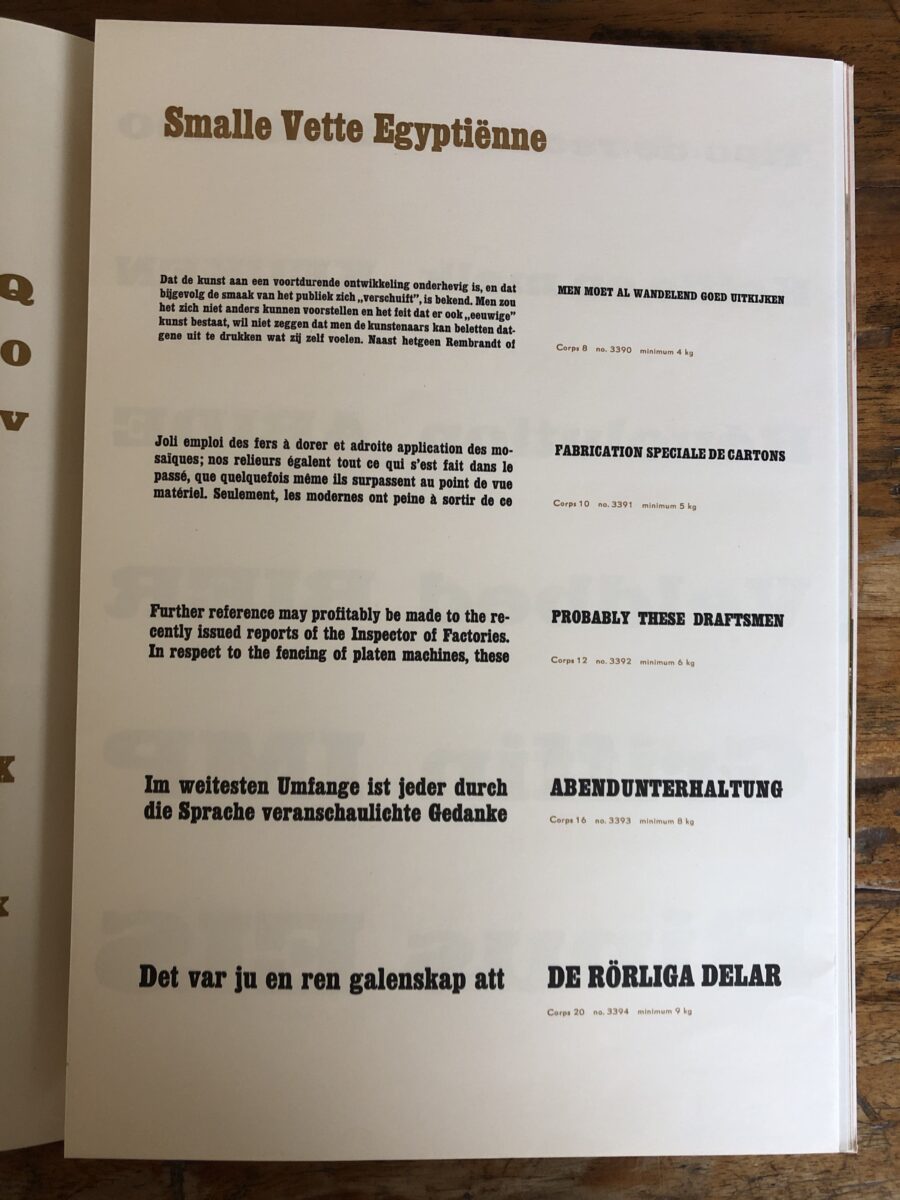 Smalle Vette Egyptiënne
Dat de kunst aan een voortdurende ontwikkeling onderhevig is, en dat
bijgevolg de smaak van het publiek zich „verschuift”, is bekend. Men zou
het zich niet anders kunnen voorstellen en het feit dat er ook „eeuwige”
kunst bestaat, wil niet zeggen dat men de kunstenaars kan beletten dat-
gene uit te drukken wat zij zelf voelen. Naast hetgeen Rembrandt of
MEN MOET AL WANDELEND GOED UITKIJKEN
Corps 8 no. 3390 minimum 4 kg
Joli emploi des fers à dorer et adroite application des mo-
saïques; nos relieurs égalent tout ce qui s'est fait dans le
passé, que quelquefois même ils surpassent au point de vue
matériel. Seulement, les modernes ont peine à sortir de ce
FABRICATION SPECIALE DE CARTONS
Corps 10 no. 3391 minimum 5 kg
Further reference may profitably be made to the re-
cently issued reports of the Inspector of Factories.
In respect to the fencing of platen machines, these
PROBABLY THESE DRAFTSMEN
Corps 12 no. 3392 minimum 6 kg
Im weitesten Umfange ist jeder durch
die Sprache veranschaulichte Gedanke
ABENDUNTERHALTUNG
Corps 16 no. 3393 minimum 8 kg
Det var ju en ren galenskap att
DE RÖRLIGA DELAR
Corps 20 no. 3394 minimum 9 kg
Q
O
V
X
x